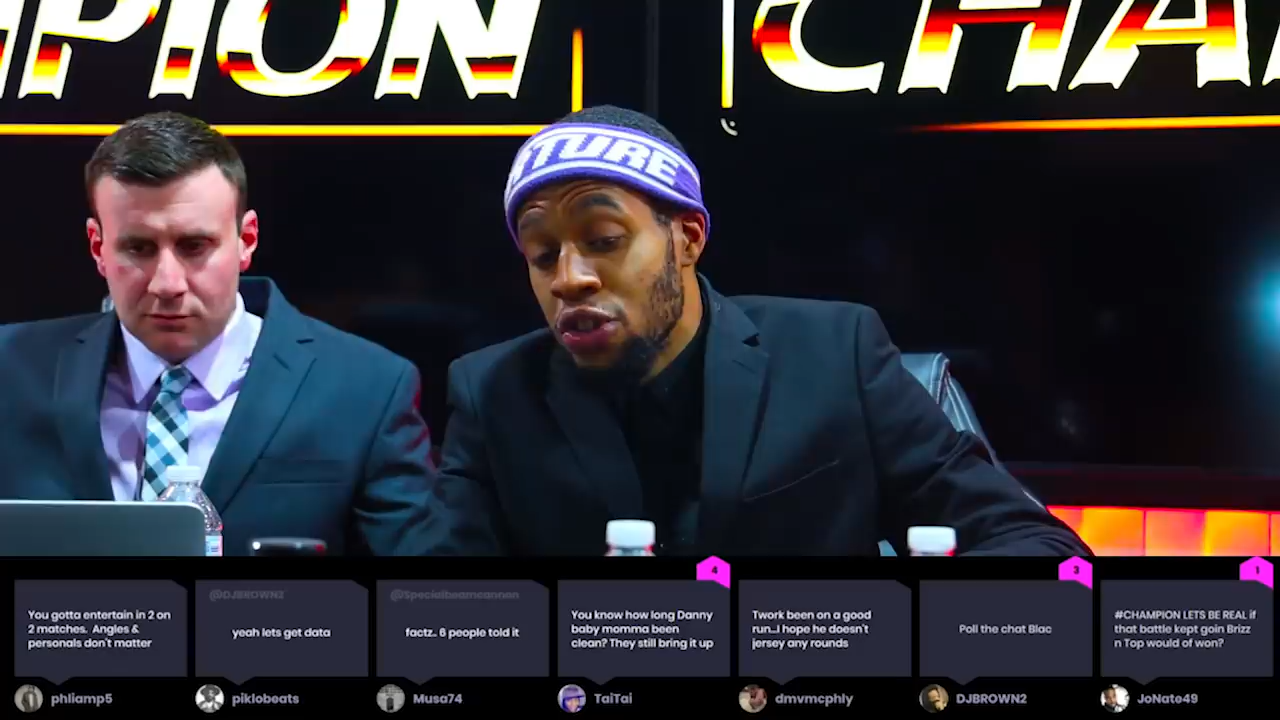 MPION
CHA
TURE
4
3
1
You gotta entertain in 2 on
2 matches. Angles &
personals don't matter
@DJBROWN2
yeah lets get data
@Specialbeamcannon
factz.. 6 people told it
You know how long Danny
baby momma been
clean? They still bring it up
Twork been on a good
run...I hope he doesn't
jersey any rounds
Poll the chat Blac
#CHAMPION LETS BE REAL if
that battle kept goin Brizz
n Top would of won?
phliamp5
piklobeats
Musa74
TaiTai
dmvmcphly
DJBROWN2
JoNate49